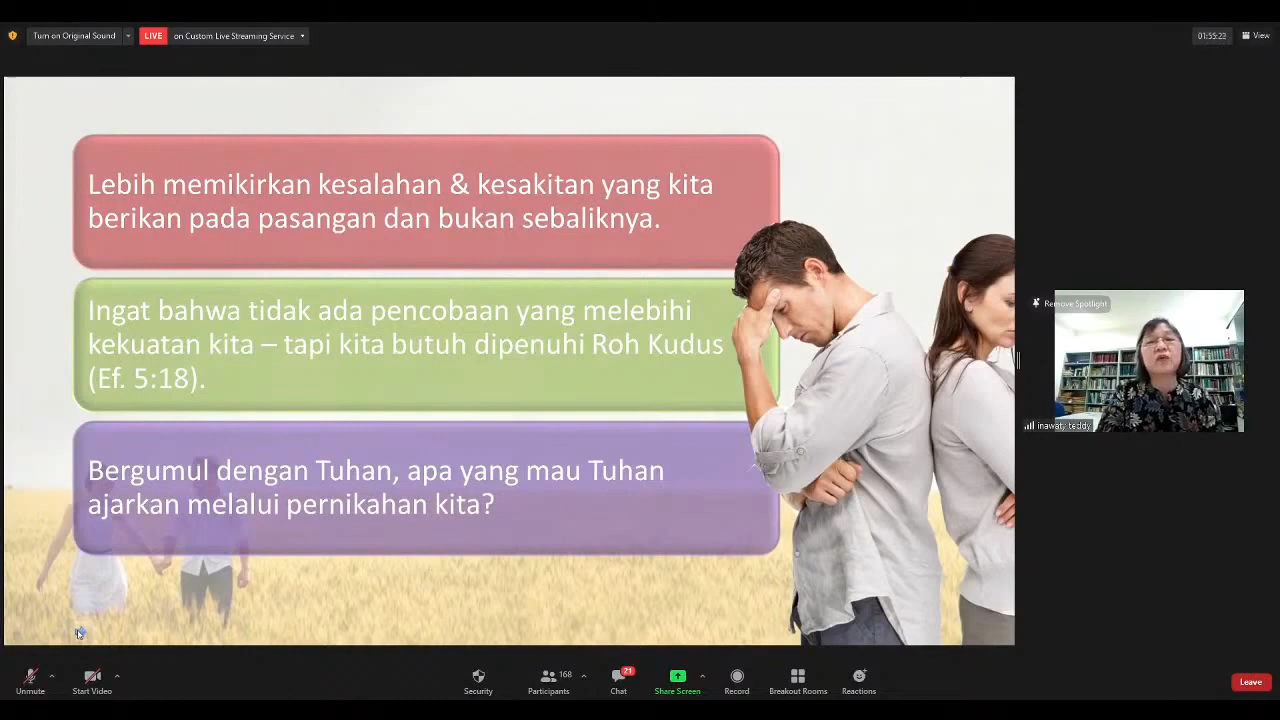 Turn on Original Sound
LIVE
on Custom Live Streaming Service
01:55:23
View
Lebih memikirkan kesalahan & kesakitan yang kita
berikan pada pasangan dan bukan sebaliknya.
Ingat bahwa tidak ada pencobaan yang melebihi
kekuatan kita – tapi kita butuh dipenuhi Roh Kudus
(Ef. 5:18).
Bergumul dengan Tuhan, apa yang mau Tuhan
ajarkan melalui pernikahan kita?
Remove Spotlight
inawaty teddy
Unmute
Start Video
Security
168
Participants
21
Chat
Share Screen
Record
Breakout Rooms
Reactions
Leave